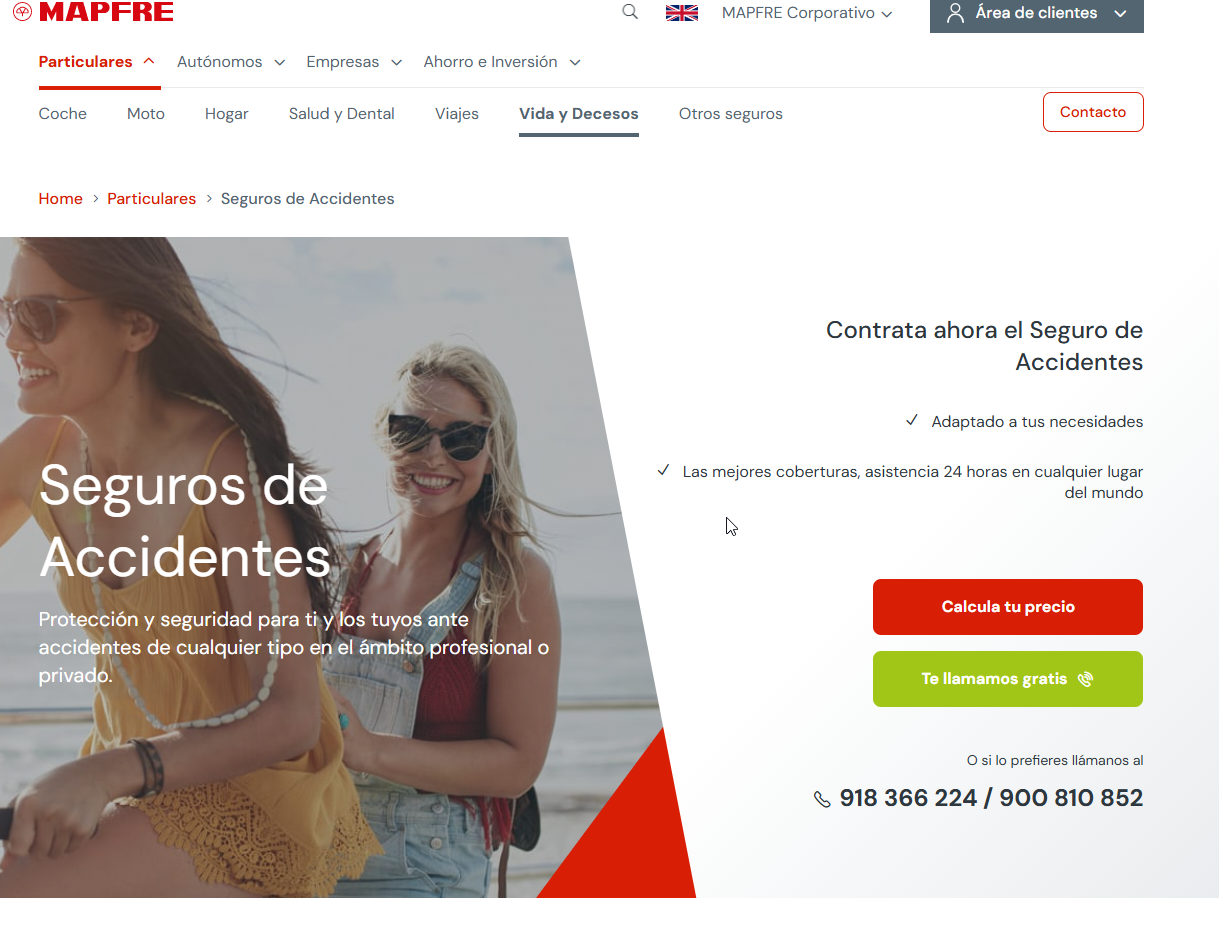 MAPFRE
MAPFRE Corporativo
Área de clientes
Particulares
Autónomos
Empresas
Ahorro e Inversión
Coche
Moto
Hogar
Salud y Dental
Viajes
Vida y Decesos
Otros seguros
Contacto
Home > Particulares > Seguros de Accidentes
Seguros de
Accidentes
Protección y seguridad para ti y los tuyos ante
accidentes de cualquier tipo en el ámbito profesional o
privado.
Contrata ahora el Seguro de
Accidentes
Adaptado a tus necesidades
Las mejores coberturas, asistencia 24 horas en cualquier lugar
del mundo
Calcula tu precio
Te llamamos gratis
O si lo prefieres llámanos al
918 366 224 / 900 810 852